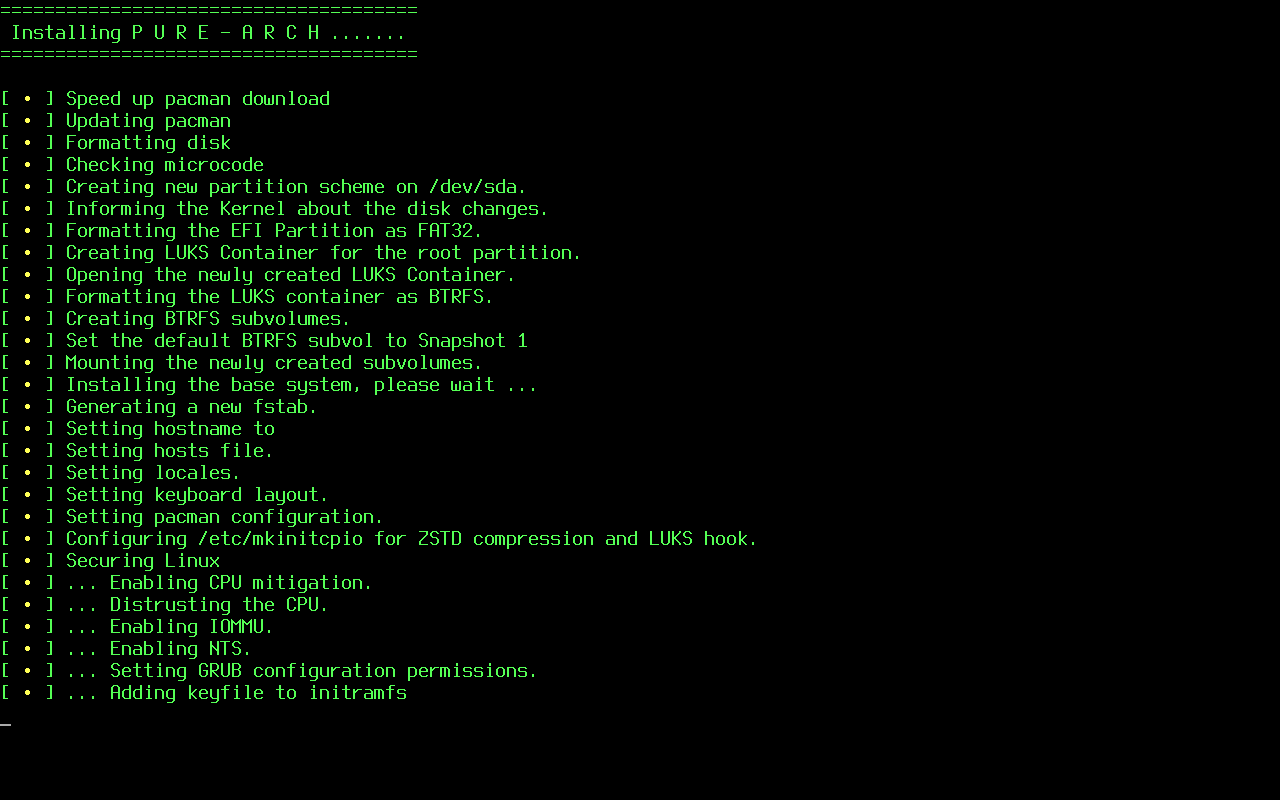 ======================================
Installing P U R E - A R C H .......
======================================
[ • ] Speed up pacman download
[ • ] Updating pacman
[ • ] Formatting disk
[ • ] Checking microcode
[ • ] Creating new partition scheme on /dev/sda.
[ • ] Informing the Kernel about the disk changes.
[ • ] Formatting the EFI Partition as FAT32.
[ • ] Creating LUKS Container for the root partition.
[ • ] Opening the newly created LUKS Container.
[ • ] Formatting the LUKS container as BTRFS.
[ • ] Creating BTRFS subvolumes.
[ • ] Set the default BTRFS subvol to Snapshot 1
[ • ] Mounting the newly created subvolumes.
[ • ] Installing the base system, please wait ...
[ • ] Generating a new fstab.
[ • ] Setting hostname to
[ • ] Setting hosts file.
[ • ] Setting locales.
[ • ] Setting keyboard layout.
[ • ] Setting pacman configuration.
[ • ] Configuring /etc/mkinitcpio for ZSTD compression and LUKS hook.
[ • ] Securing Linux
[ • ] ... Enabling CPU mitigation.
[ • ] ... Distrusting the CPU.
[ • ] ... Enabling IOMMU.
[ • ] ... Enabling NTS.
[ • ] ... Setting GRUB configuration permissions.
[ • ] ... Adding keyfile to initramfs